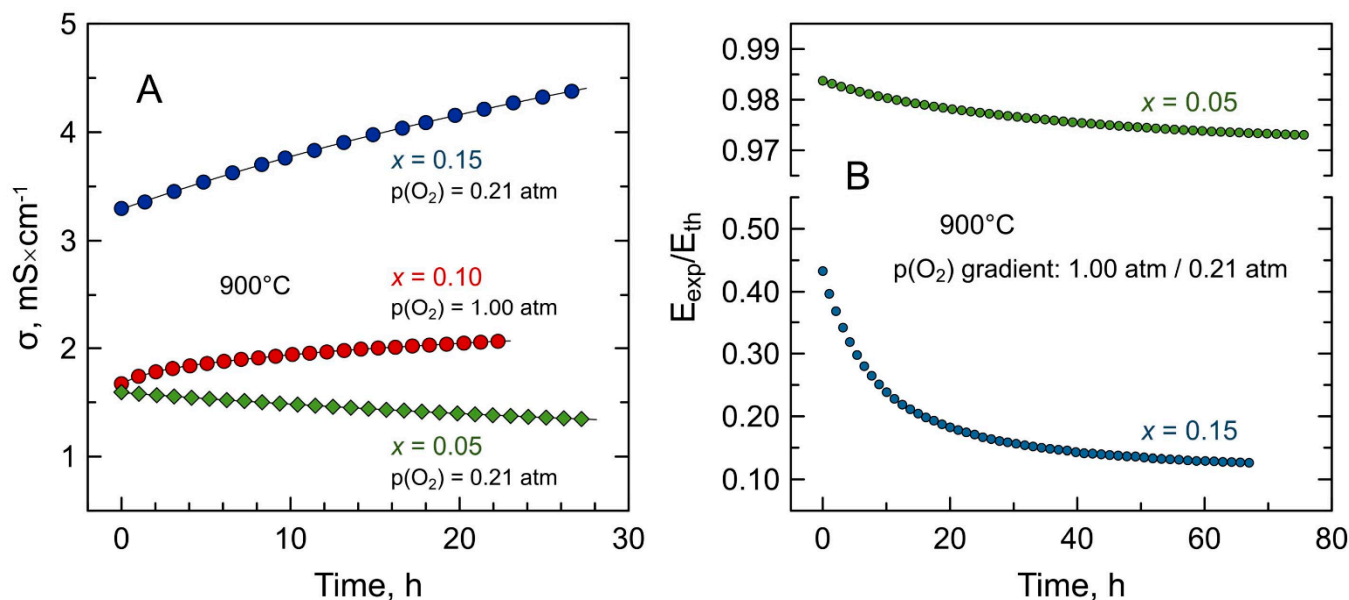 A
5
4
3
2
1
σ, mS×cm⁻¹
x = 0.15
p(O₂) = 0.21 atm
900°C
x = 0.10
p(O₂) = 1.00 atm
x = 0.05
p(O₂) = 0.21 atm
0 10 20 30
Time, h
0.99
0.98
0.97
x = 0.05
B
0.50
0.40
0.30
0.20
0.10
E_exp/E_th
900°C
p(O₂) gradient: 1.00 atm / 0.21 atm
x = 0.15
0 20 40 60 80
Time, h